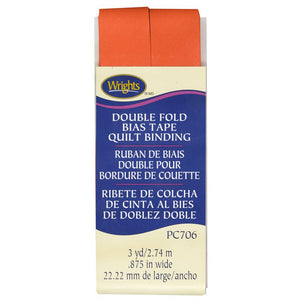 Wrights
DOUBLE FOLD
BIAS TAPE
QUILT BINDING
RUBAN DE BIAIS
DOUBLE POUR
BORDURE DE COUETTE
RIBETE DE COLCHA
DE CINTA AL BIES
DE DOBLEZ DOBLE
PC706
3 yd/2.74 m
.875 in wide
22.22 mm de large/ancho